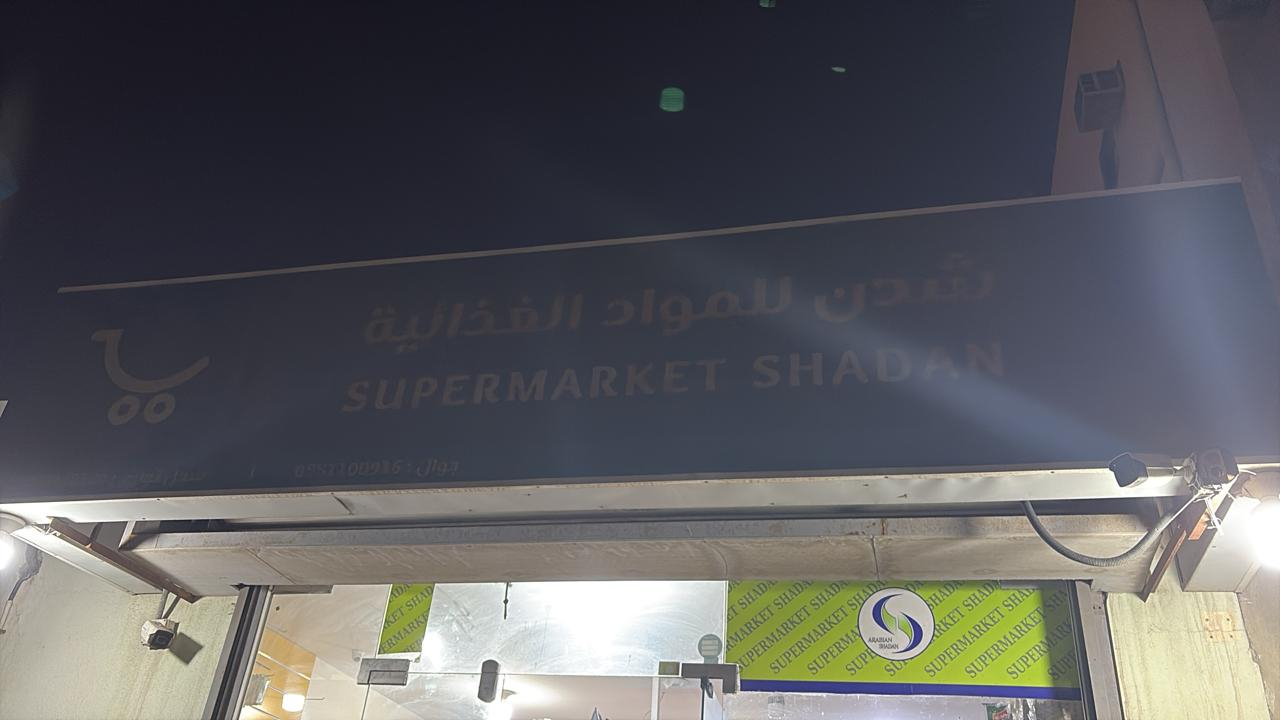 شدن للمواد الغذائية
SUPERMARKET SHADAN
جوال :
SUPERMARKET SHADAN
ARABIAN
SHADAN